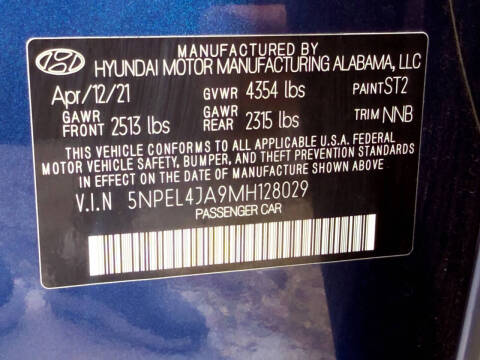 MANUFACTURED BY
HYUNDAI MOTOR MANUFACTURING ALABAMA, LLC
Apr/12/21 GVWR 4354 lbs PAINT ST2
GAWR FRONT 2513 lbs GAWR REAR 2315 lbs TRIM NNB
THIS VEHICLE CONFORMS TO ALL APPLICABLE U.S.A. FEDERAL
MOTOR VEHICLE SAFETY, BUMPER, AND THEFT PREVENTION STANDARDS
IN EFFECT ON THE DATE OF MANUFACTURE SHOWN ABOVE.
V.I.N 5NPEL4JA9MH128029
PASSENGER CAR